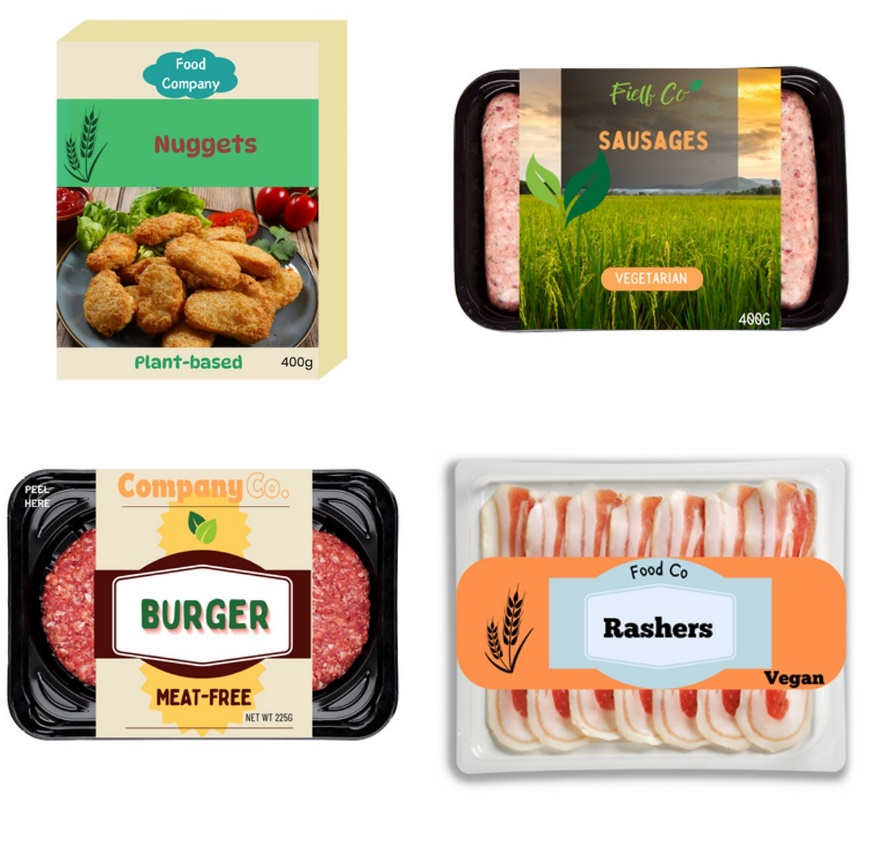 Food
Company
Nuggets
Plant-based
400g
Fielf Co
SAUSAGES
VEGETARIAN
400G
PEEL
HERE
Company Co.
BURGER
MEAT-FREE
NET WT 225G
Food Co
Rashers
Vegan